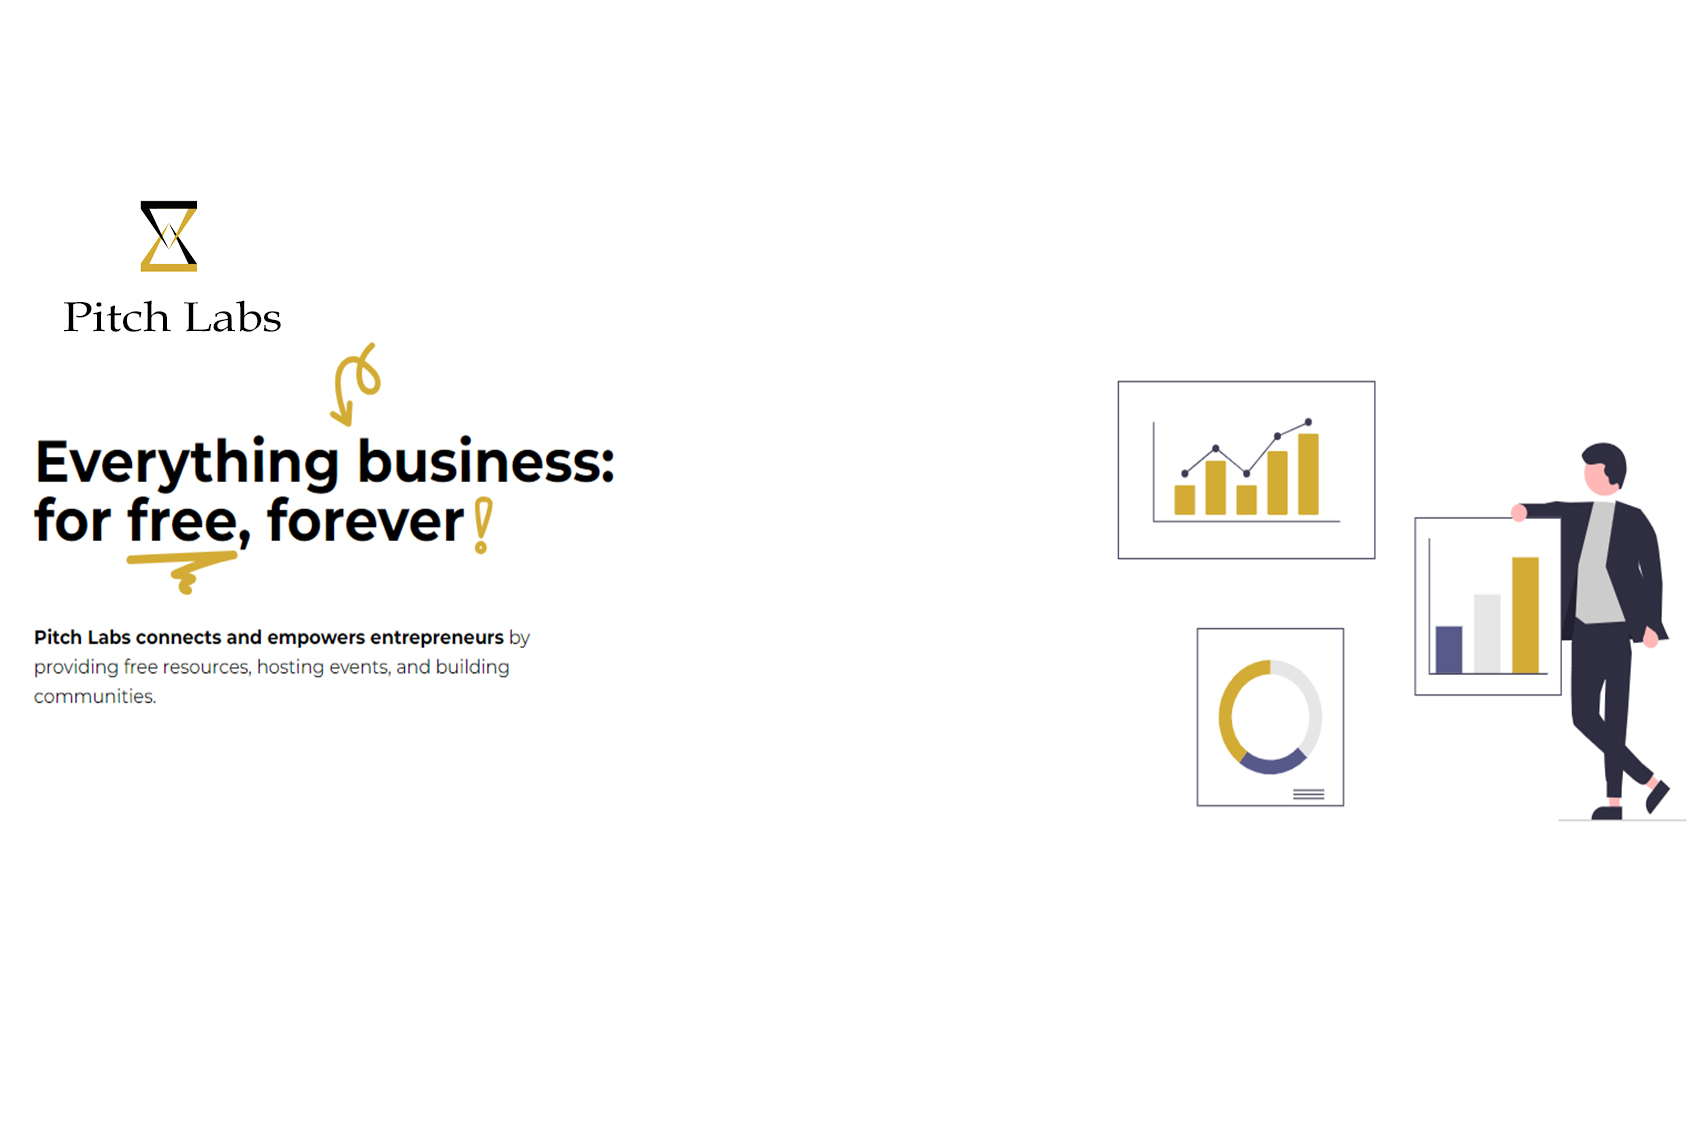 Pitch Labs
Everything business:
for free, forever!
Pitch Labs connects and empowers entrepreneurs by
providing free resources, hosting events, and building
communities.